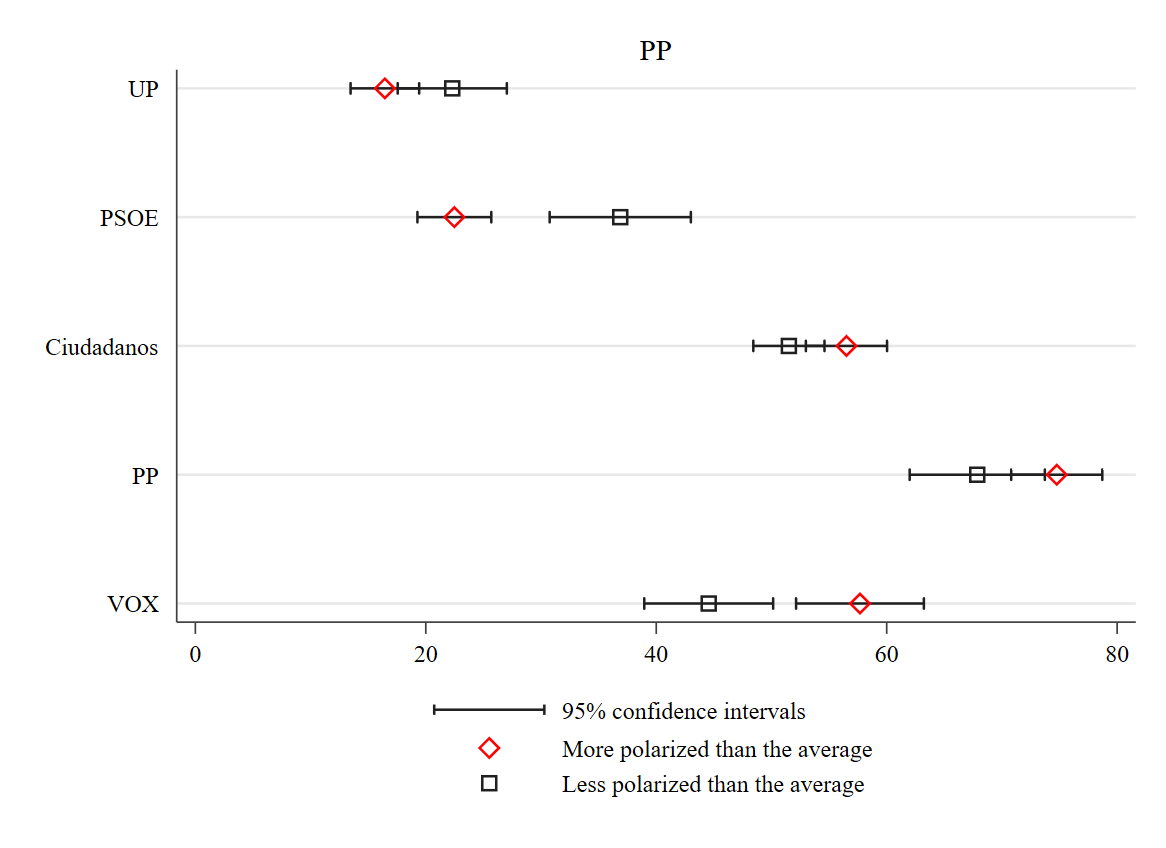 PP
UP
PSOE
Ciudadanos
PP
VOX
0 20 40 60 80
95% confidence intervals
More polarized than the average
Less polarized than the average